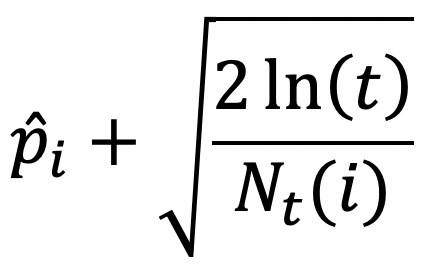 p̂ᵢ + √(2 ln(t) / Nₜ(i))